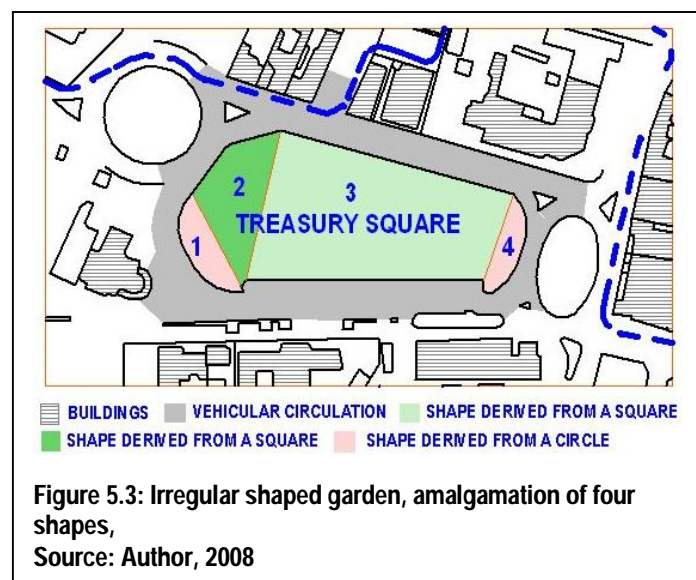 2
3
TREASURY SQUARE
1
4
BUILDINGS VEHICULAR CIRCULATION SHAPE DERIVED FROM A SQUARE
SHAPE DERIVED FROM A SQUARE SHAPE DERIVED FROM A CIRCLE
Figure 5.3: Irregular shaped garden, amalgamation of four
shapes,
Source: Author, 2008